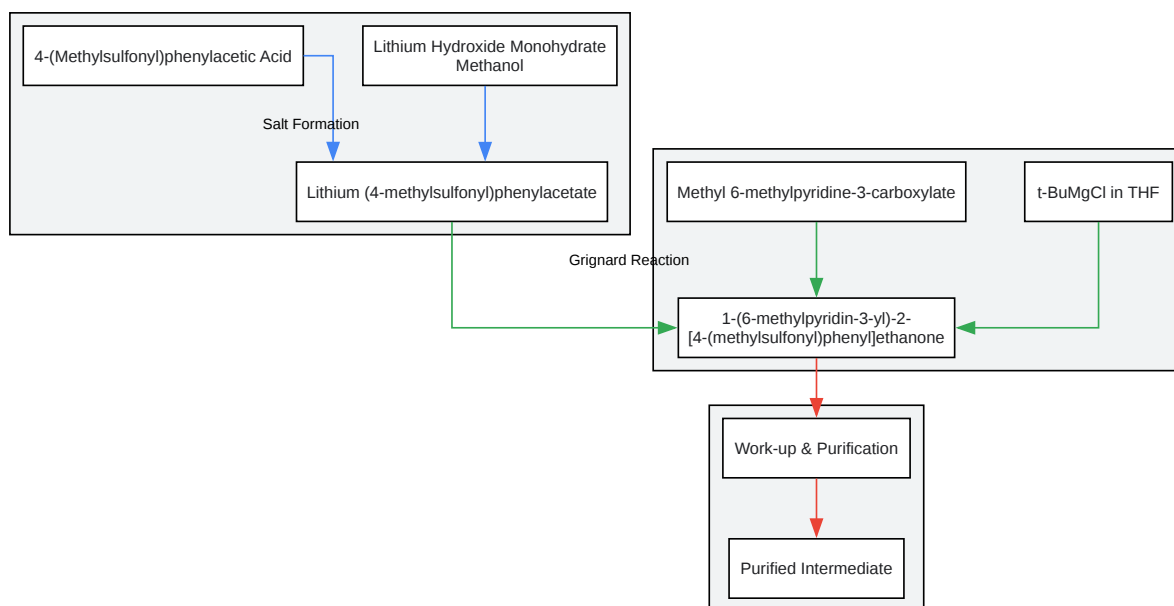 4-(Methylsulfonyl)phenylacetic Acid
Lithium Hydroxide Monohydrate
Methanol
Salt Formation
Lithium (4-methylsulfonyl)phenylacetate
Methyl 6-methylpyridine-3-carboxylate
t-BuMgCl in THF
Grignard Reaction
1-(6-methylpyridin-3-yl)-2-
[4-(methylsulfonyl)phenyl]ethanone
Work-up & Purification
Purified Intermediate